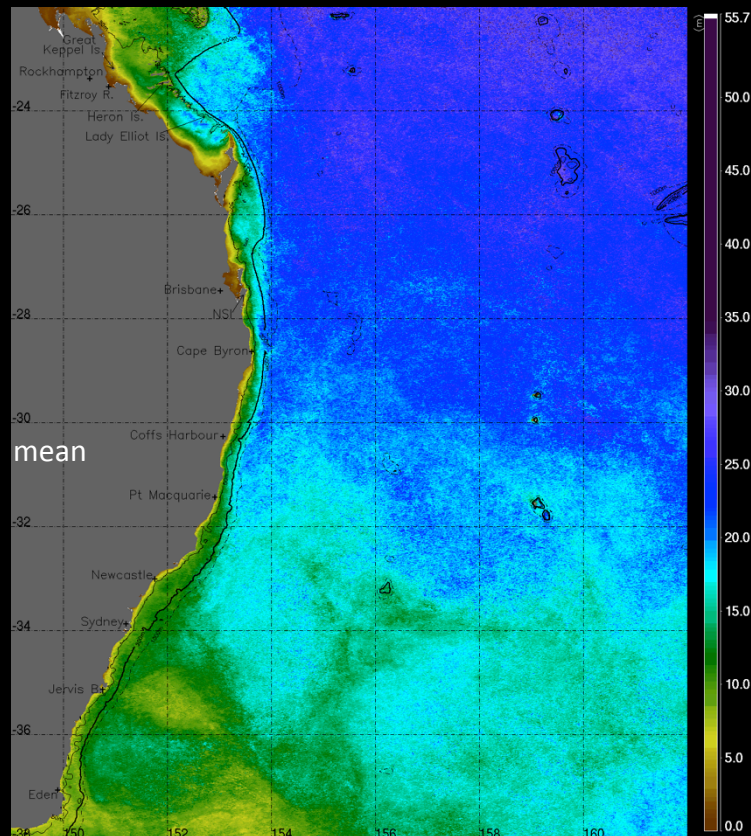 Great
Keppel Is.
Rockhampton
Fitzroy R.
-24
Heron Is.
Lady Elliot Is.
-26
Brisbane
-28
NSI
Cape Byron
-30
Coffs Harbour
mean
Pt Macquarie
-32
Newcastle
Sydney
-34
Jervis B
-36
Eden
-38
150
152
154
156
158
160
(m)
55.7
50.0
45.0
40.0
35.0
30.0
25.0
20.0
15.0
10.0
5.0
0.0